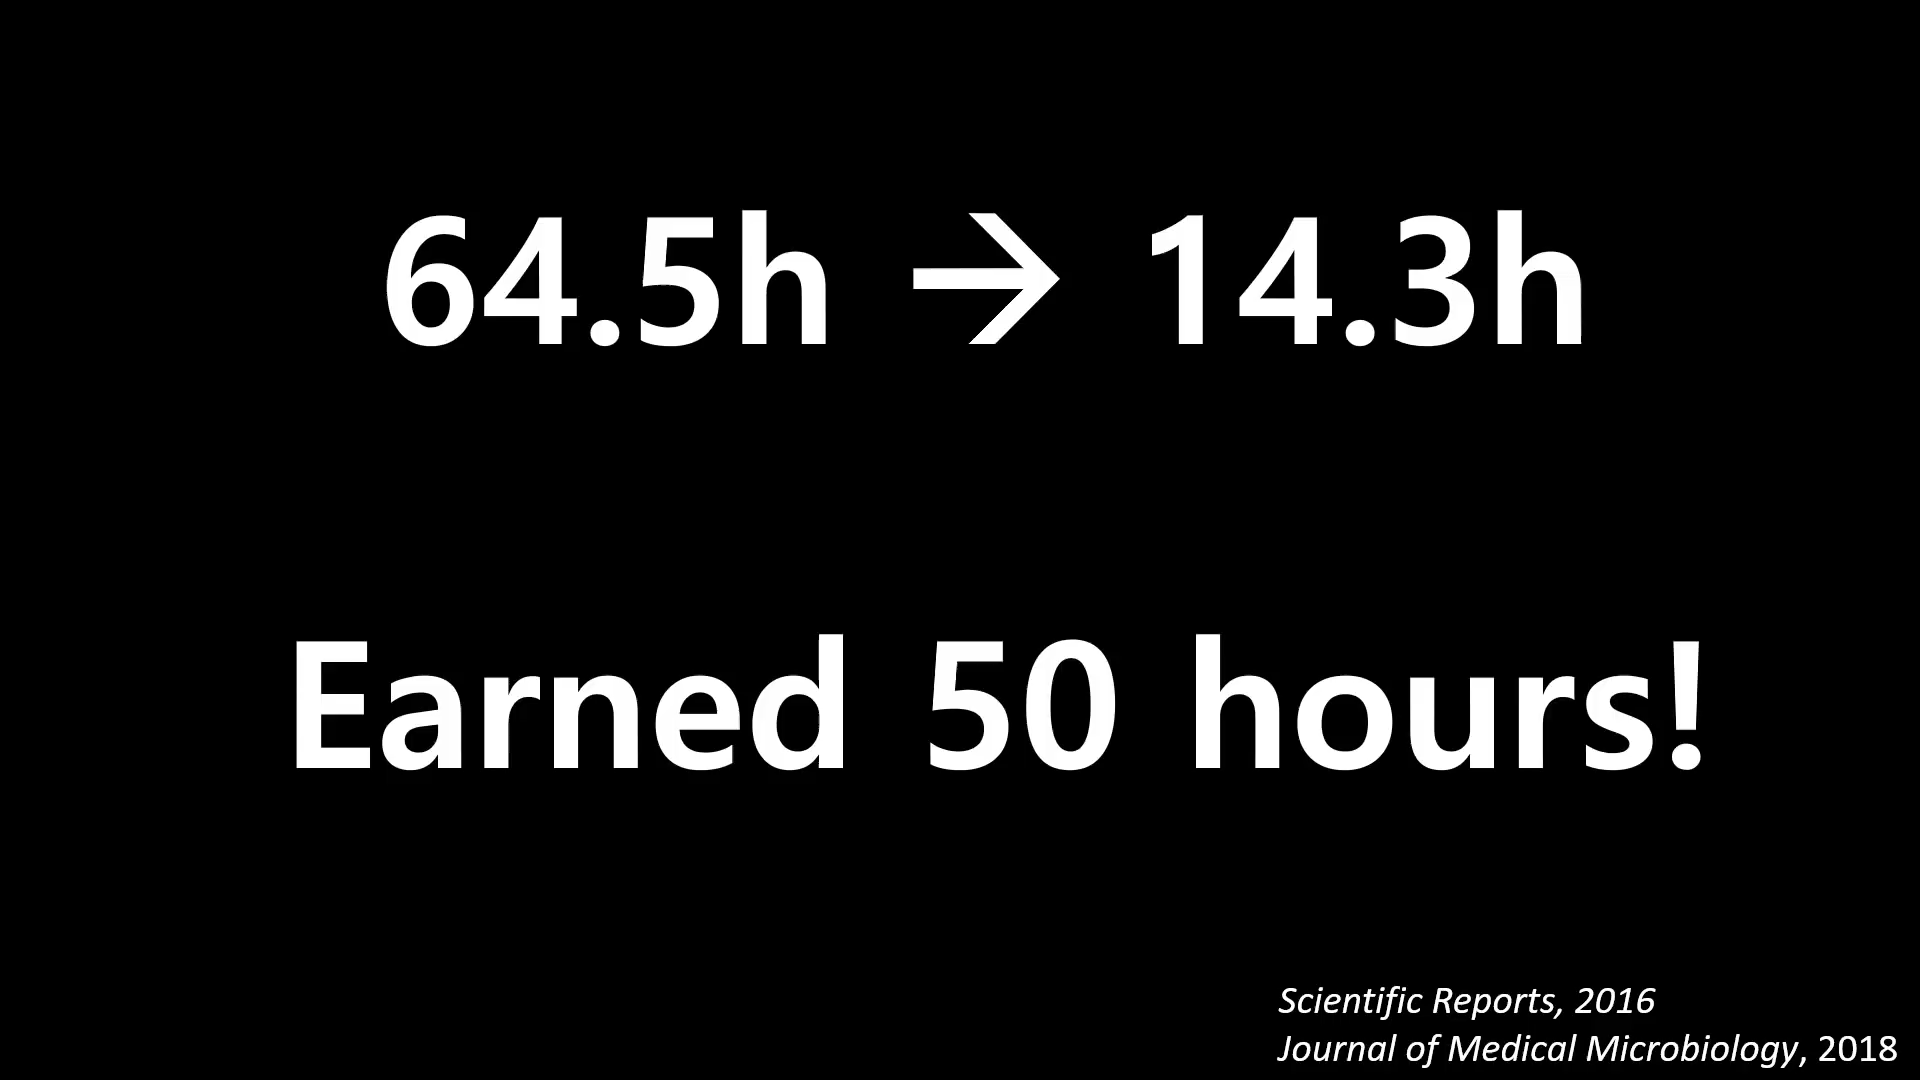 64.5h → 14.3h
Earned 50 hours!
Scientific Reports, 2016
Journal of Medical Microbiology, 2018